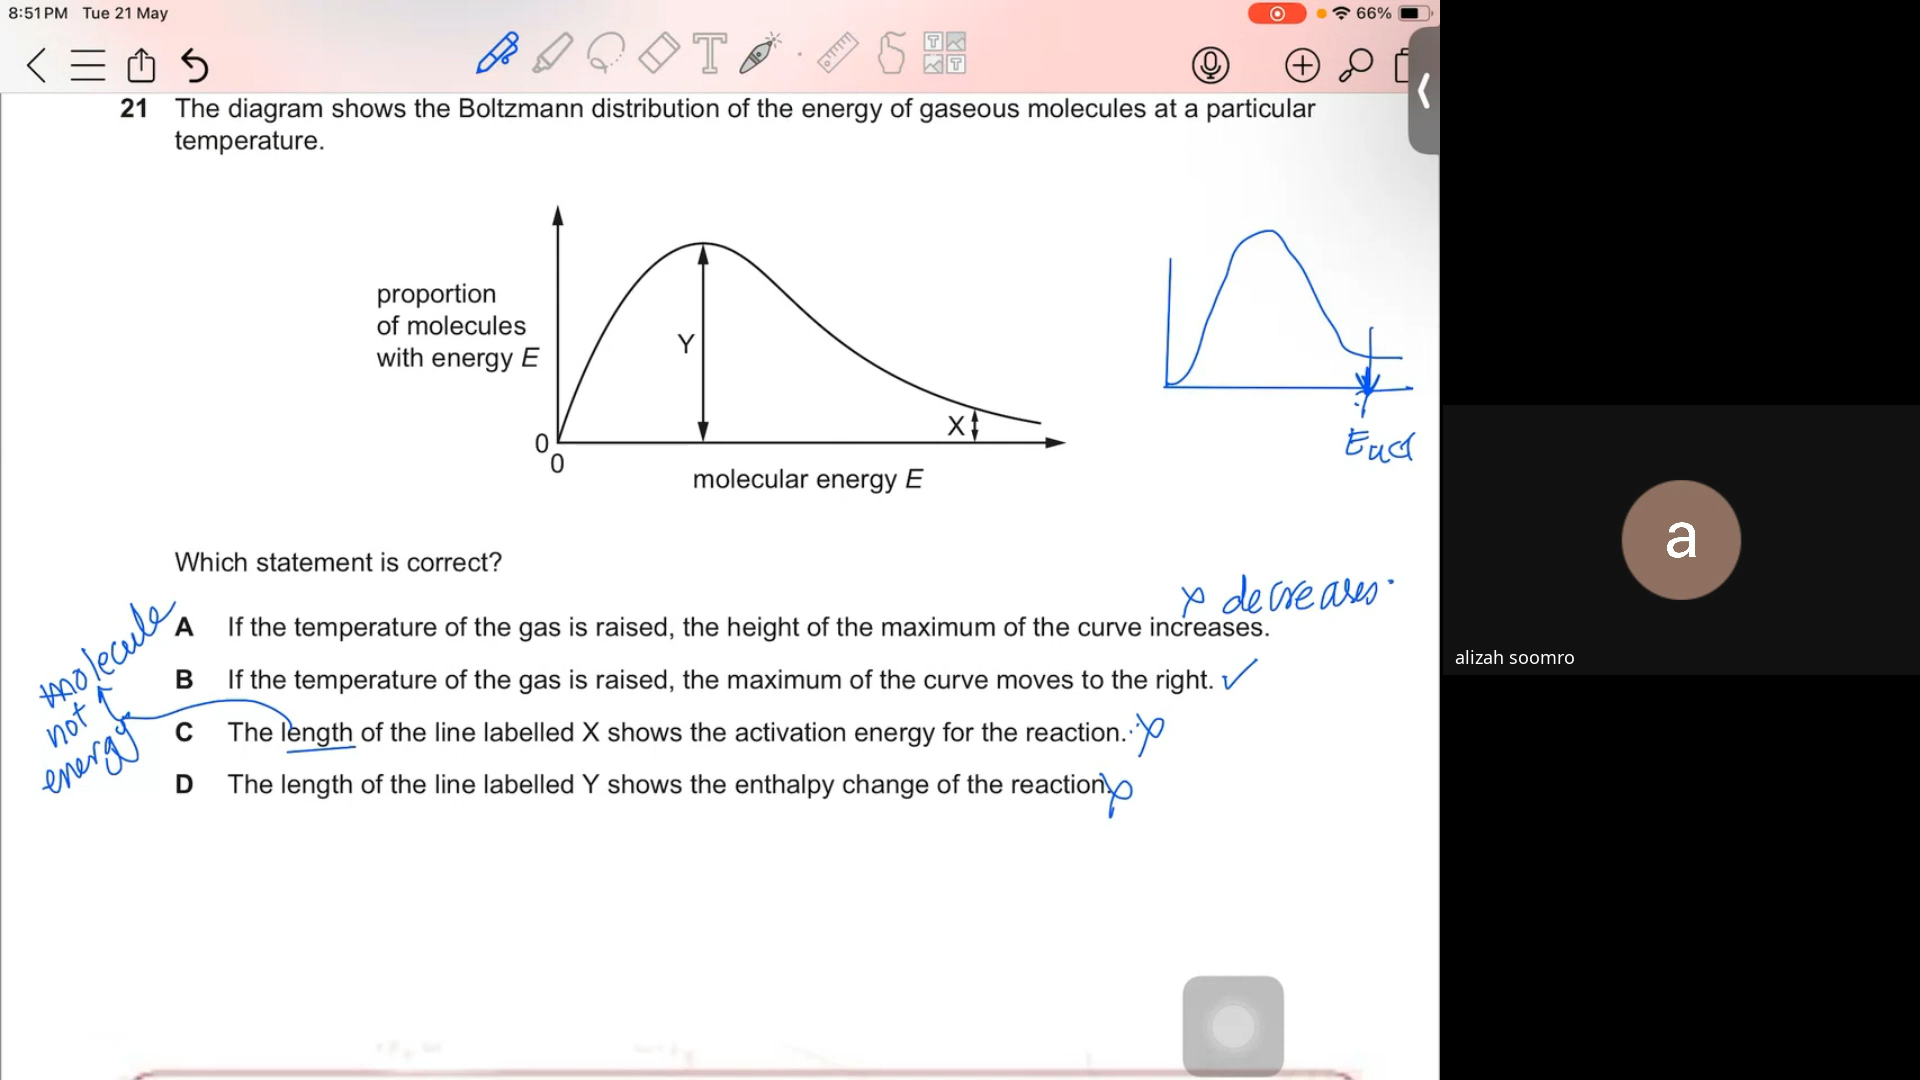 8:51 PM Tue 21 May
66%
21 The diagram shows the Boltzmann distribution of the energy of gaseous molecules at a particular
temperature.
proportion
of molecules
with energy E
Y
X
0
0
molecular energy E
Eact
Which statement is correct?
x decreases.
A If the temperature of the gas is raised, the height of the maximum of the curve increases.
B If the temperature of the gas is raised, the maximum of the curve moves to the right. ✓
C The length of the line labelled X shows the activation energy for the reaction. x
D The length of the line labelled Y shows the enthalpy change of the reaction. x
molecule
not
energy
a
alizah soomro